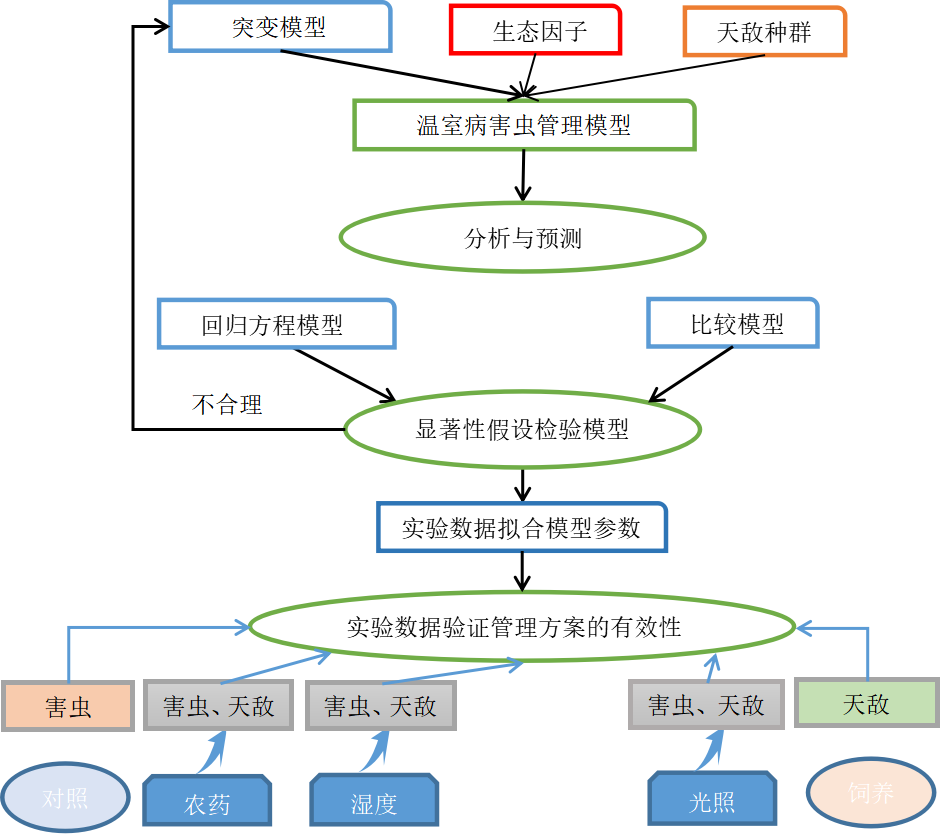 突变模型
生态因子
天敌种群
温室病害虫管理模型
分析与预测
回归方程模型
比较模型
不合理
显著性假设检验模型
实验数据拟合模型参数
实验数据验证管理方案的有效性
害虫
害虫、天敌
害虫、天敌
害虫、天敌
天敌
对照
农药
湿度
光照
饲养